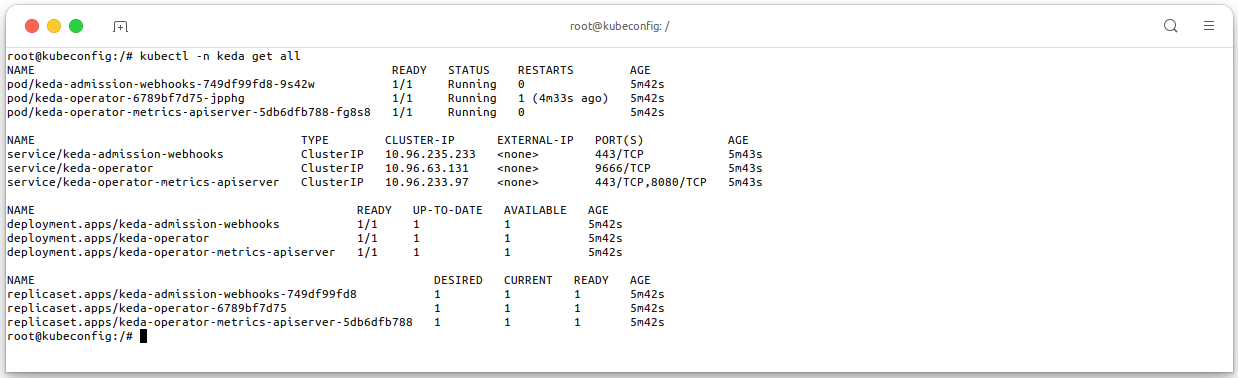 root@kubeconfig: /
root@kubeconfig:/# kubectl -n keda get all
NAME READY STATUS RESTARTS AGE
pod/keda-admission-webhooks-749df99fd8-9s42w 1/1 Running 0 5m42s
pod/keda-operator-6789bf7d75-jpphg 1/1 Running 1 (4m33s ago) 5m42s
pod/keda-operator-metrics-apiserver-5db6dfb788-fg8s8 1/1 Running 0 5m42s
NAME TYPE CLUSTER-IP EXTERNAL-IP PORT(S) AGE
service/keda-admission-webhooks ClusterIP 10.96.235.233 <none> 443/TCP 5m43s
service/keda-operator ClusterIP 10.96.63.131 <none> 9666/TCP 5m43s
service/keda-operator-metrics-apiserver ClusterIP 10.96.233.97 <none> 443/TCP,8080/TCP 5m43s
NAME READY UP-TO-DATE AVAILABLE AGE
deployment.apps/keda-admission-webhooks 1/1 1 1 5m42s
deployment.apps/keda-operator 1/1 1 1 5m42s
deployment.apps/keda-operator-metrics-apiserver 1/1 1 1 5m42s
NAME DESIRED CURRENT READY AGE
replicaset.apps/keda-admission-webhooks-749df99fd8 1 1 1 5m42s
replicaset.apps/keda-operator-6789bf7d75 1 1 1 5m42s
replicaset.apps/keda-operator-metrics-apiserver-5db6dfb788 1 1 1 5m42s
root@kubeconfig:/#